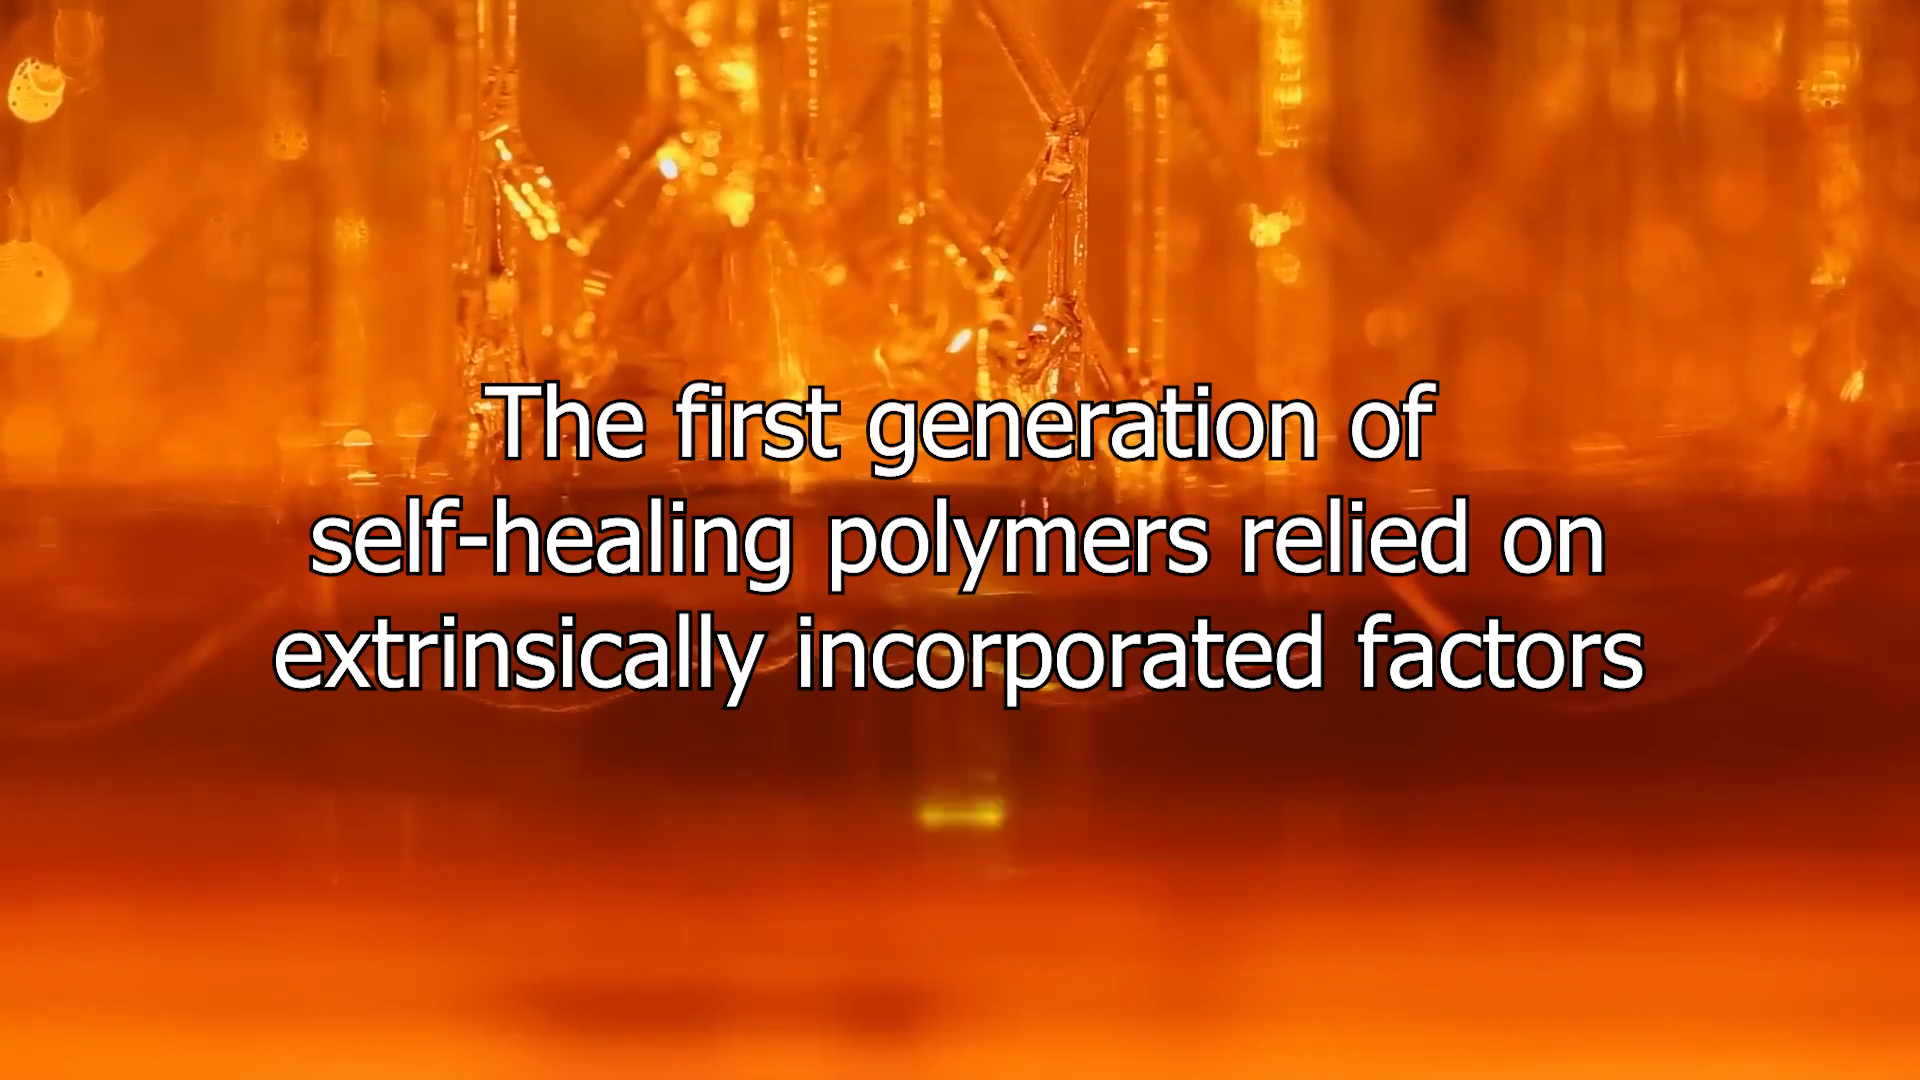 The first generation of
self-healing polymers relied on
extrinsically incorporated factors